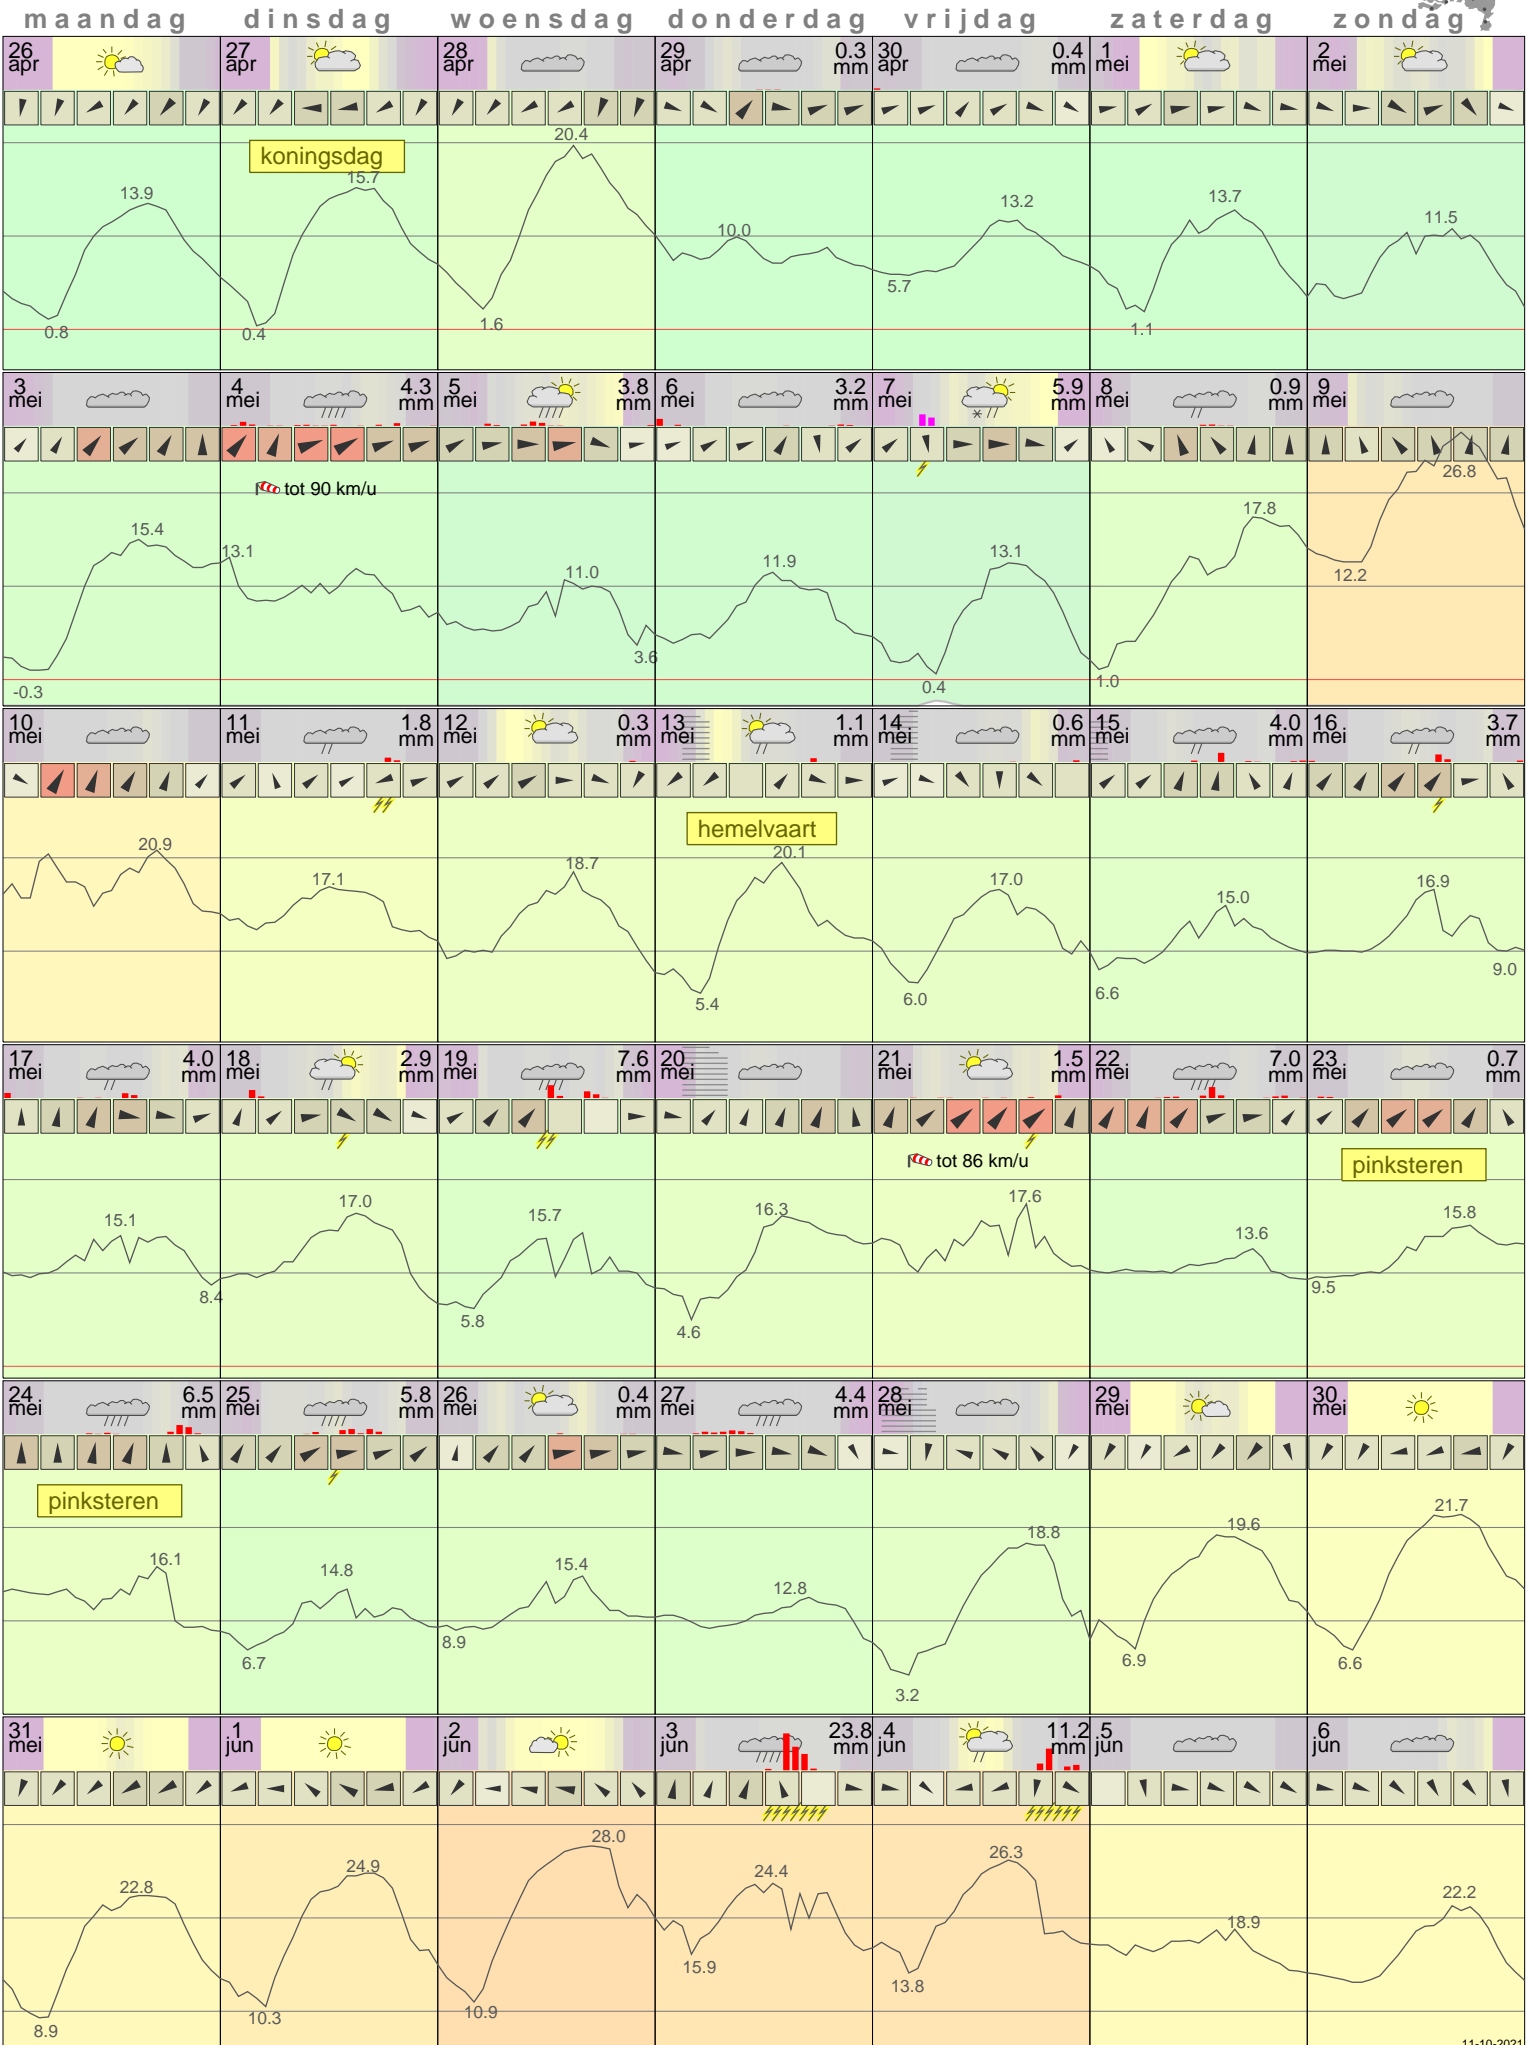 maandag dinsdag woensdag donderdag vrijdag zaterdag zondag
26 27 28 29 0.3 30 0.4 1 2
apr apr apr apr mm apr mm mei mei
koningsdag
13.9 15.7 20.4 10.0 13.2 13.7 11.5
0.8 0.4 1.6 5.7 1.1
3 4 4.3 5 3.8 6 3.2 7 5.9 8 0.9 9
mei mei mm mei mm mei mm mei mm mei mm mei
tot 90 km/u
15.4 13.1 11.0 11.9 13.1 17.8 26.8
-0.3 3.6 0.4 1.0 12.2
10 11 1.8 12 0.3 13 1.1 14 0.6 15 4.0 16 3.7
mei mei mm mei mm mei mm mei mm mei mm mei mm
hemelvaart
20.9 17.1 18.7 20.1 17.0 15.0 16.9
5.4 6.0 6.6 9.0
17 4.0 18 2.9 19 7.6 20 21 1.5 22 7.0 23 0.7
mei mm mei mm mei mm mei mei mm mei mm mei mm
tot 86 km/u pinksteren
15.1 17.0 15.7 16.3 17.6 13.6 15.8
8.4 5.8 4.6 9.5
24 6.5 25 5.8 26 0.4 27 4.4 28 29 30
mei mm mei mm mei mm mei mm mei mei mei
pinksteren
16.1 14.8 15.4 12.8 18.8 19.6 21.7
6.7 8.9 3.2 6.9 6.6
31 1 2 3 23.8 4 11.2 5 6
mei jun jun jun mm jun mm jun jun
22.8 24.9 28.0 24.4 26.3 18.9 22.2
8.9 10.3 10.9 15.9 13.8
11-10-2021